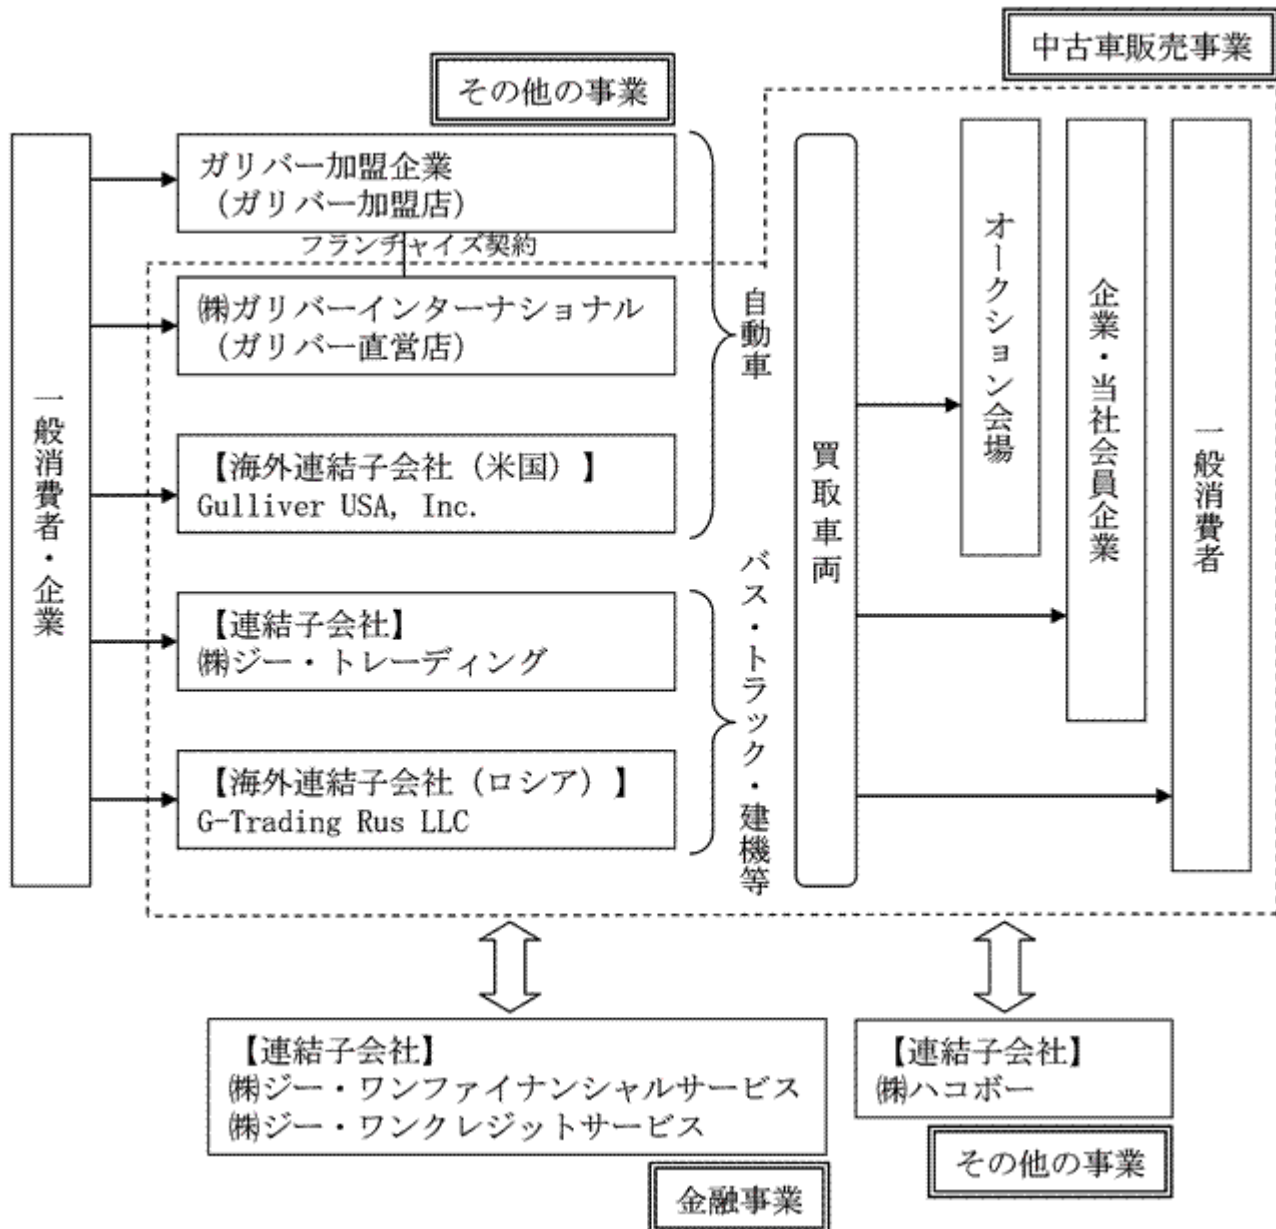 中古車販売事業
その他の事業
一般消費者・企業
ガリバー加盟企業
（ガリバー加盟店）
フランチャイズ契約
㈱ガリバーインターナショナル
（ガリバー直営店）
【海外連結子会社（米国）】
Gulliver USA, Inc.
【連結子会社】
㈱ジー・トレーディング
【海外連結子会社（ロシア）】
G-Trading Rus LLC
自動車
バス・トラック・建機等
買取車両
オークション会場
企業・当社会員企業
一般消費者
【連結子会社】
㈱ジー・ワンファイナンシャルサービス
㈱ジー・ワンクレジットサービス
金融事業
【連結子会社】
㈱ハコボー
その他の事業